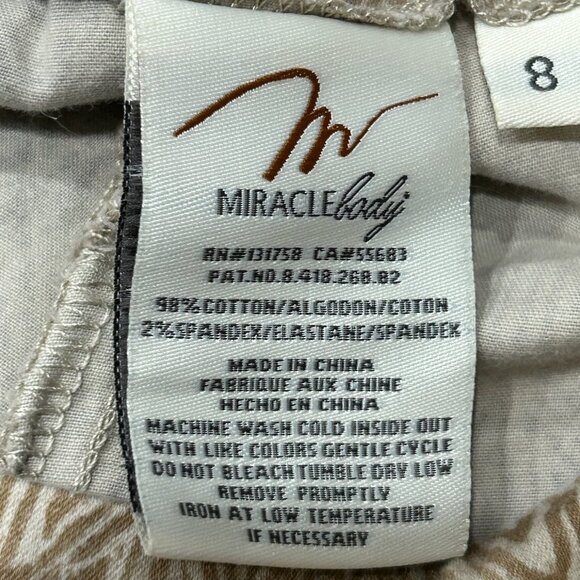 8
MIRACLEbody
RN#131758 CA#55683
PAT.NO.8.418.268.B2
98%COTTON/ALGODON/COTON
2%SPANDEX/ELASTANE/SPANDEX
MADE IN CHINA
FABRIQUE AUX CHINE
HECHO EN CHINA
MACHINE WASH COLD INSIDE OUT
WITH LIKE COLORS GENTLE CYCLE
DO NOT BLEACH TUMBLE DRY LOW
REMOVE PROMPTLY
IRON AT LOW TEMPERATURE
IF NECESSARY